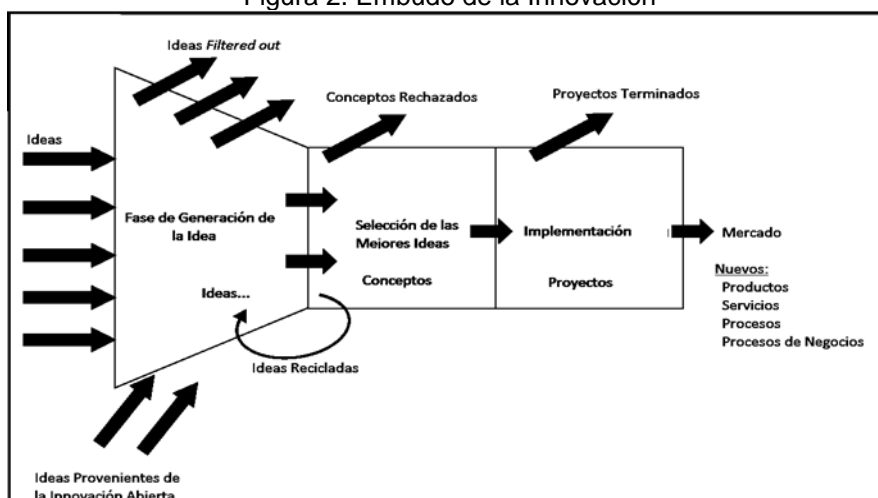 Figura 2. Embudo de la Innovación
Ideas Filtered out
Conceptos Rechazados
Proyectos Terminados
Ideas
Fase de Generación de
la Idea
Selección de las
Mejores Ideas
Implementación
Mercado
Conceptos
Proyectos
Nuevos:
Productos
Servicios
Procesos
Procesos de Negocios
Ideas...
Ideas Recicladas
Ideas Provenientes de
la Innovación Abierta